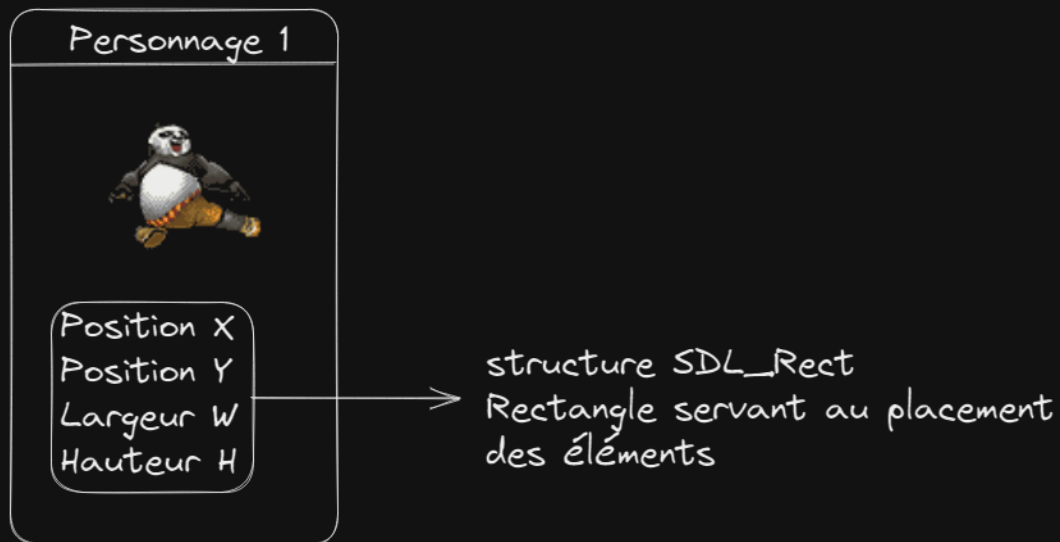 Personnage 1
Position X
Position Y
Largeur W
Hauteur H
structure SDL_Rect
Rectangle servant au placement
des éléments